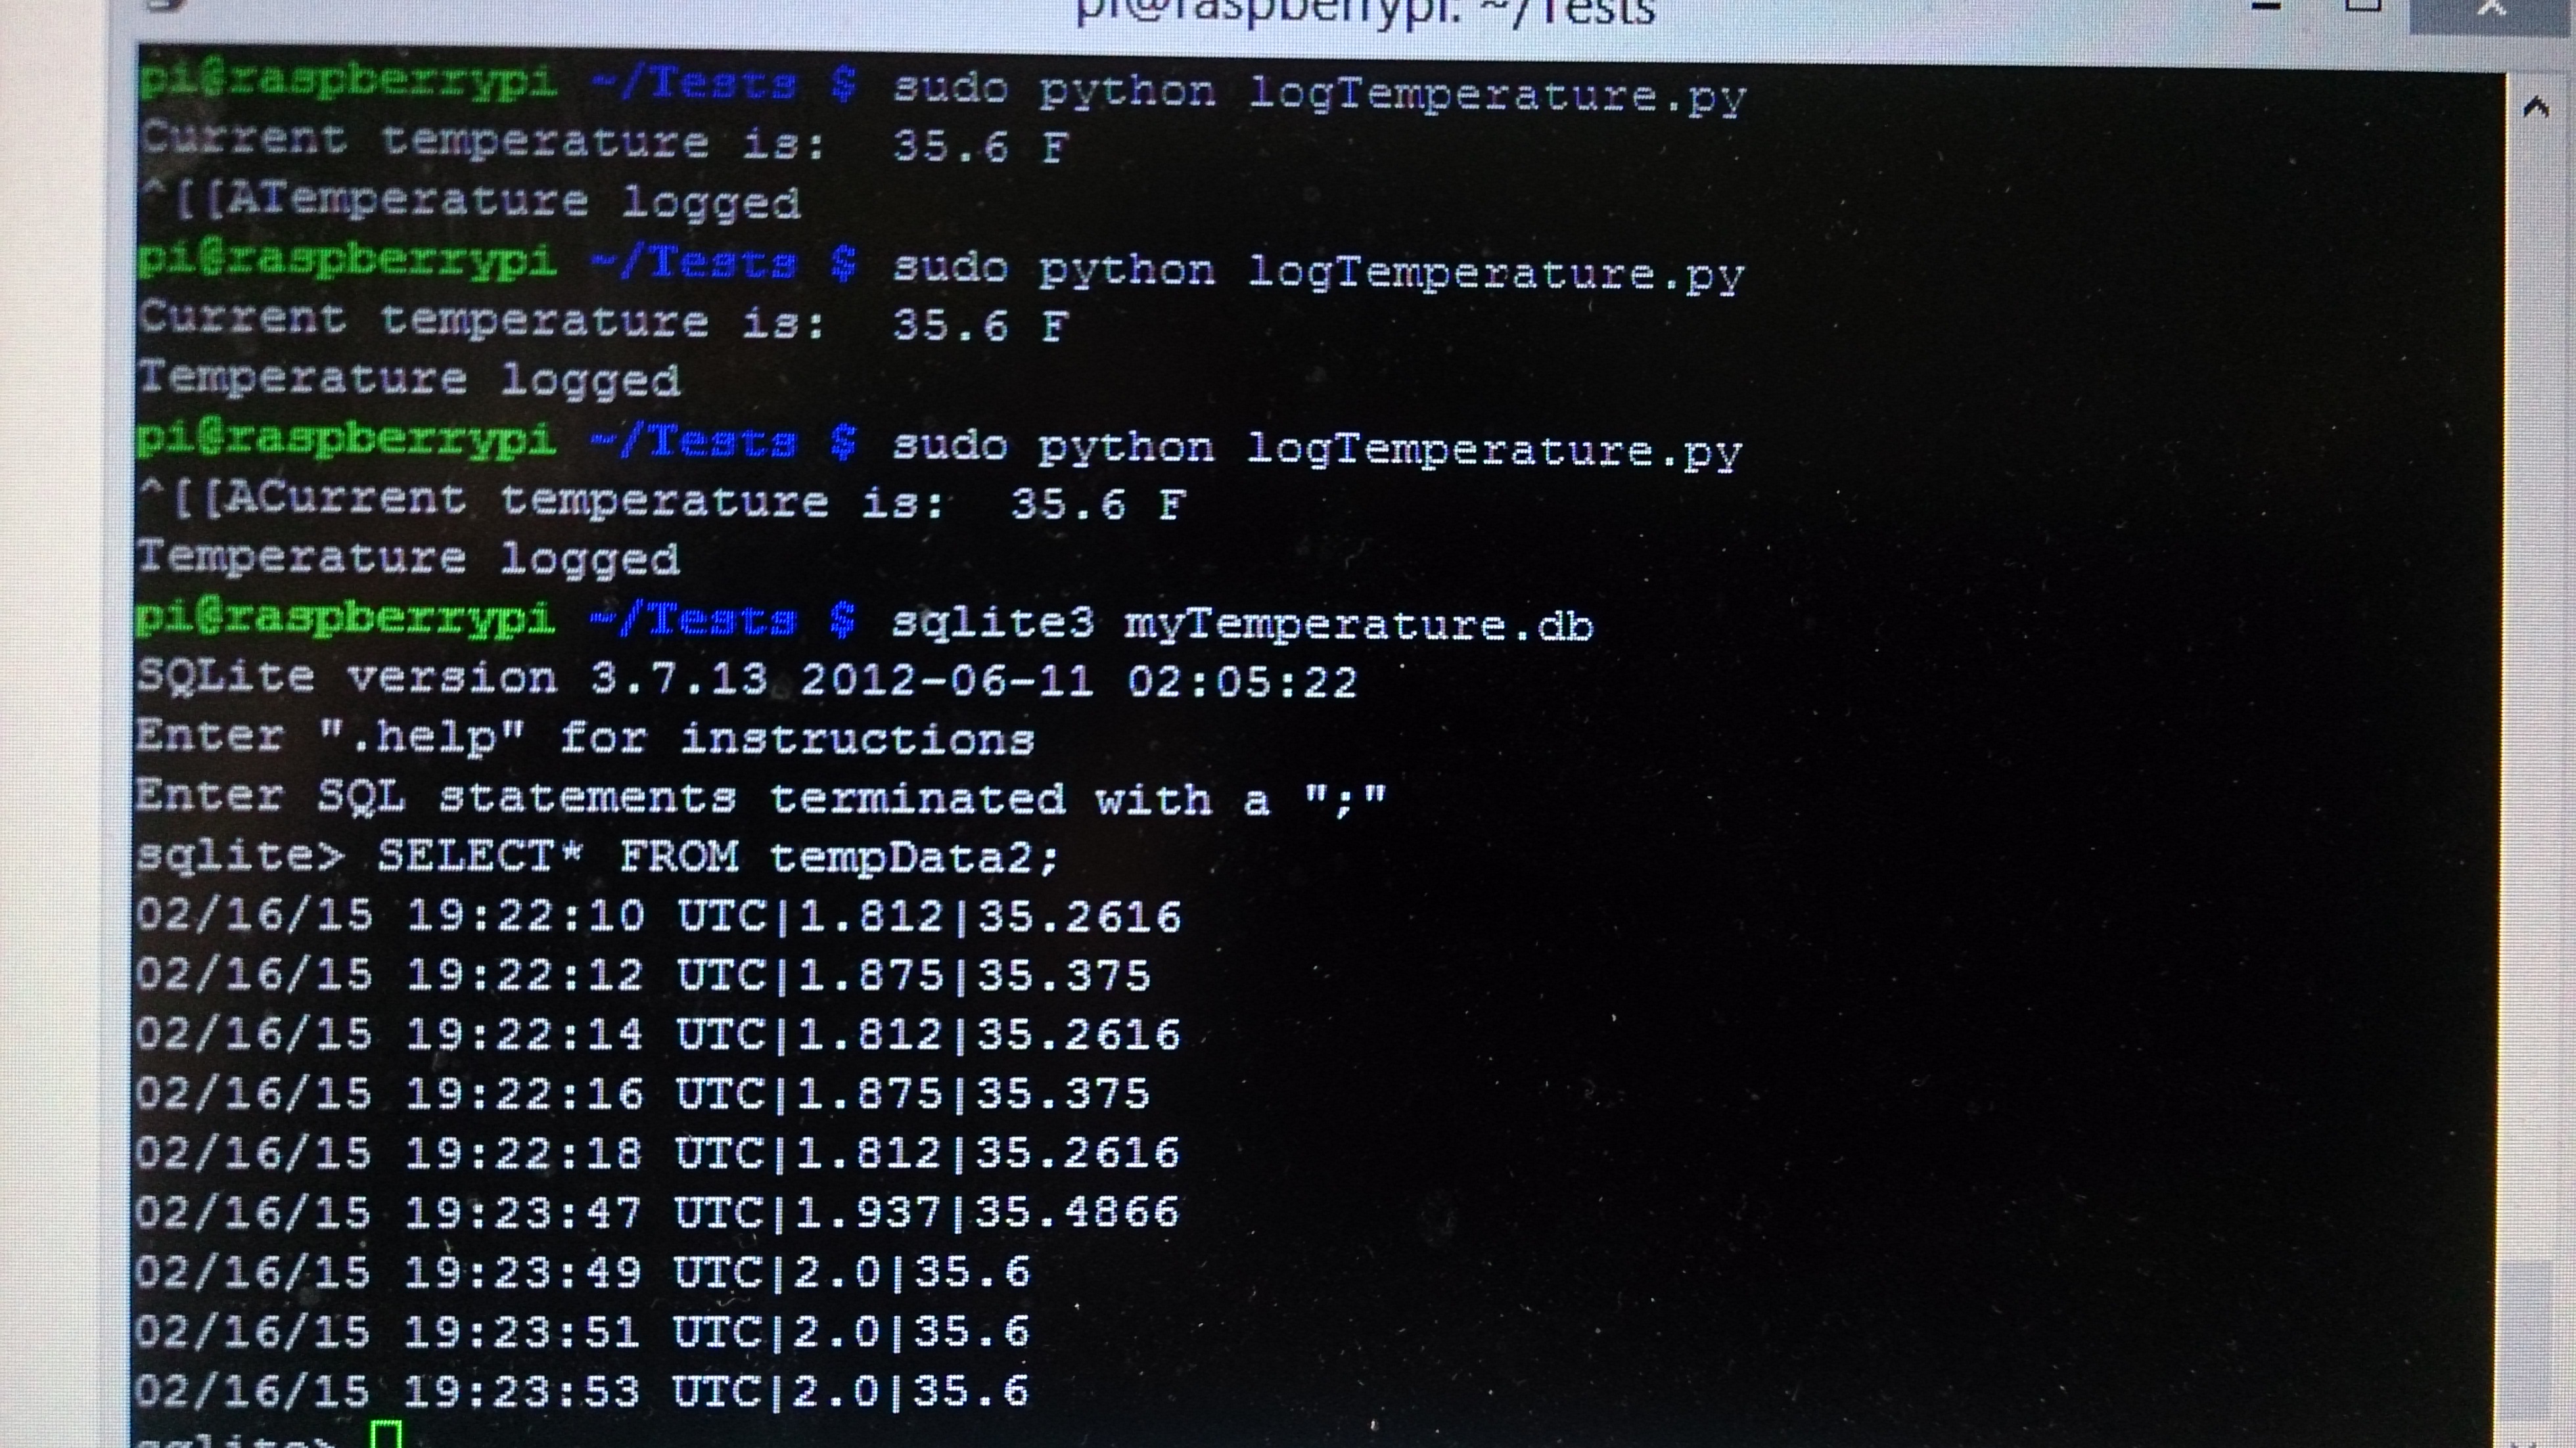 pi@raspberrypi: ~/Tests
pi@raspberrypi ~/Tests $ sudo python logTemperature.py
Current temperature is:  35.6 F
^[[ATemperature logged
pi@raspberrypi ~/Tests $ sudo python logTemperature.py
Current temperature is:  35.6 F
Temperature logged
pi@raspberrypi ~/Tests $ sudo python logTemperature.py
^[[ACurrent temperature is:  35.6 F
Temperature logged
pi@raspberrypi ~/Tests $ sqlite3 myTemperature.db
SQLite version 3.7.13 2012-06-11 02:05:22
Enter ".help" for instructions
Enter SQL statements terminated with a ";"
sqlite> SELECT* FROM tempData2;
02/16/15 19:22:10 UTC|1.812|35.2616
02/16/15 19:22:12 UTC|1.875|35.375
02/16/15 19:22:14 UTC|1.812|35.2616
02/16/15 19:22:16 UTC|1.875|35.375
02/16/15 19:22:18 UTC|1.812|35.2616
02/16/15 19:23:47 UTC|1.937|35.4866
02/16/15 19:23:49 UTC|2.0|35.6
02/16/15 19:23:51 UTC|2.0|35.6
02/16/15 19:23:53 UTC|2.0|35.6
sqlite>